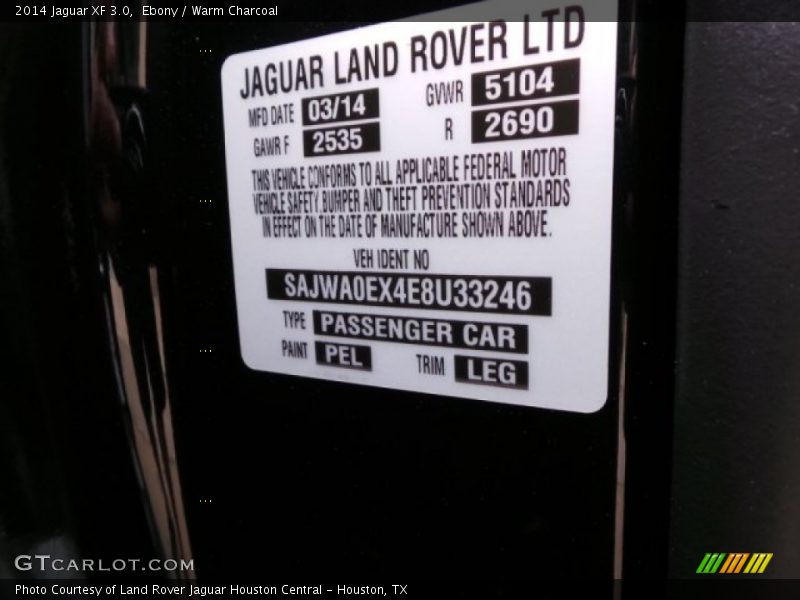 2014 Jaguar XF 3.0, Ebony / Warm Charcoal
JAGUAR LAND ROVER LTD
MFD DATE 03/14 GVWR 5104
GAWR F 2535 R 2690
THIS VEHICLE CONFORMS TO ALL APPLICABLE FEDERAL MOTOR
VEHICLE SAFETY, BUMPER AND THEFT PREVENTION STANDARDS
IN EFFECT ON THE DATE OF MANUFACTURE SHOWN ABOVE.
VEH IDENT NO
SAJWA0EX4E8U33246
TYPE PASSENGER CAR
PAINT PEL TRIM LEG
GTCARLOT.COM
Photo Courtesy of Land Rover Jaguar Houston Central - Houston, TX